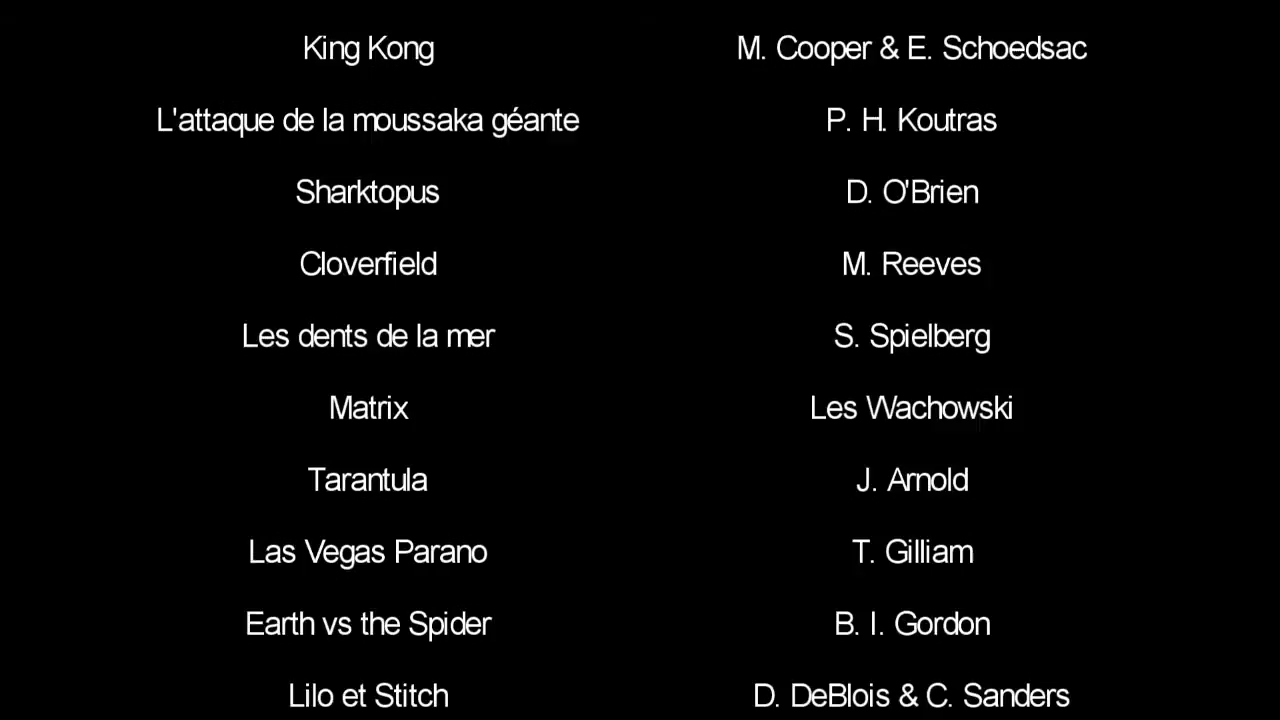 King Kong M. Cooper & E. Schoedsac
L'attaque de la moussaka géante P. H. Koutras
Sharktopus D. O'Brien
Cloverfield M. Reeves
Les dents de la mer S. Spielberg
Matrix Les Wachowski
Tarantula J. Arnold
Las Vegas Parano T. Gilliam
Earth vs the Spider B. I. Gordon
Lilo et Stitch D. DeBlois & C. Sanders